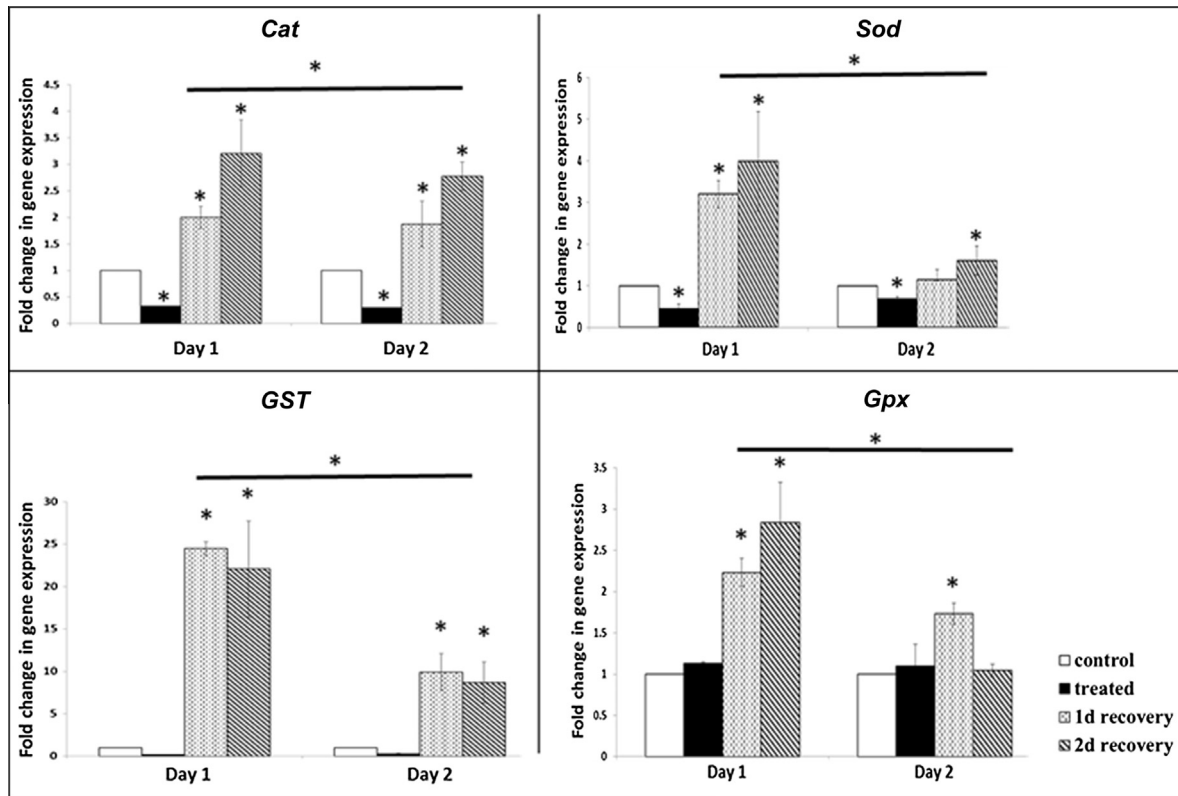 Cat
*
Fold change in gene expression
4.5
4
3.5
3
2.5
2
1.5
1
0.5
0
*
*
*
*
*
*
Day 1
Day 2
Sod
*
Fold change in gene expression
6
5
4
3
2
1
0
*
*
*
*
*
Day 1
Day 2
GST
*
Fold change in gene expression
30
25
20
15
10
5
0
*
*
*
*
Day 1
Day 2
Gpx
*
Fold change in gene expression
3.5
3
2.5
2
1.5
1
0.5
0
*
*
*
Day 1
Day 2
control
treated
1d recovery
2d recovery